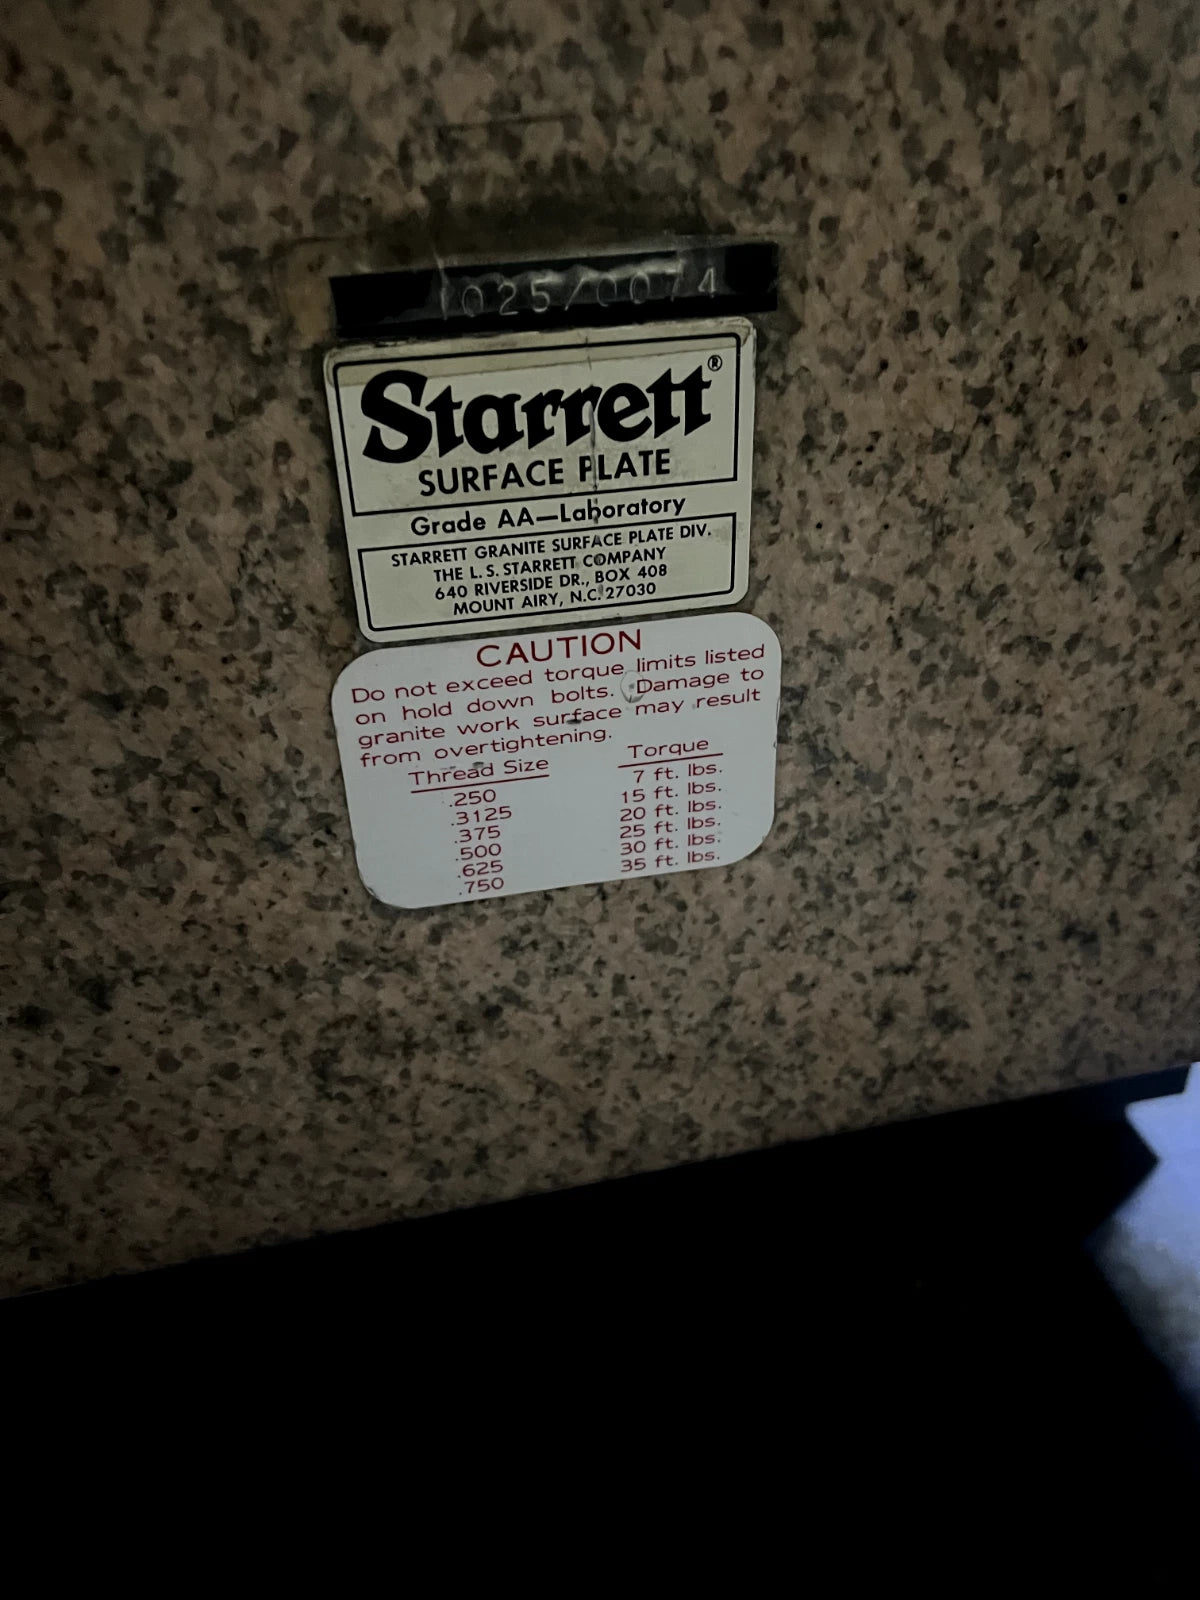 1025/0074
Starrett®
SURFACE PLATE
Grade AA—Laboratory
STARRETT GRANITE SURFACE PLATE DIV.
THE L. S. STARRETT COMPANY
640 RIVERSIDE DR., BOX 408
MOUNT AIRY, N.C. 27030
CAUTION
Do not exceed torque limits listed
on hold down bolts. Damage to
granite work surface may result
from overtightening.
Thread Size Torque
.250 7 ft. lbs.
.3125 15 ft. lbs.
.375 20 ft. lbs.
.500 25 ft. lbs.
.625 30 ft. lbs.
.750 35 ft. lbs.